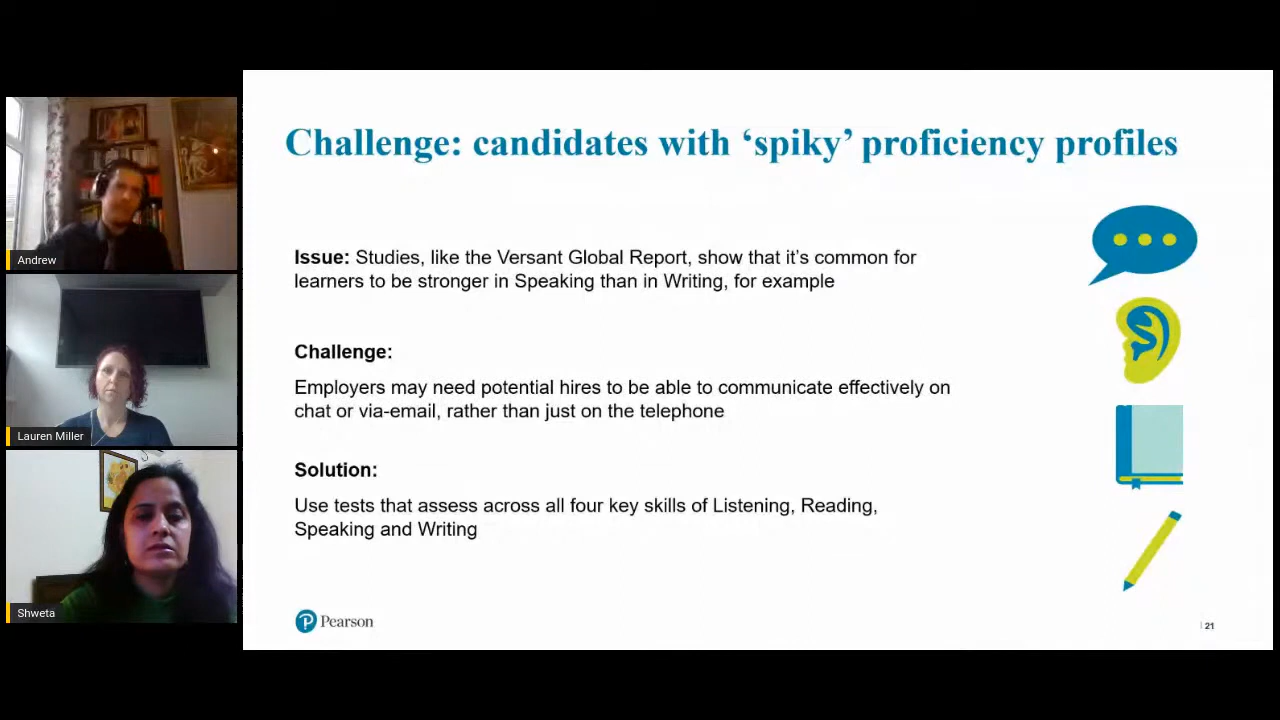 Challenge: candidates with ‘spiky’ proficiency profiles
Issue: Studies, like the Versant Global Report, show that it’s common for
learners to be stronger in Speaking than in Writing, for example
Challenge:
Employers may need potential hires to be able to communicate effectively on
chat or via-email, rather than just on the telephone
Solution:
Use tests that assess across all four key skills of Listening, Reading,
Speaking and Writing
Pearson
21
Andrew
Lauren Miller
Shweta